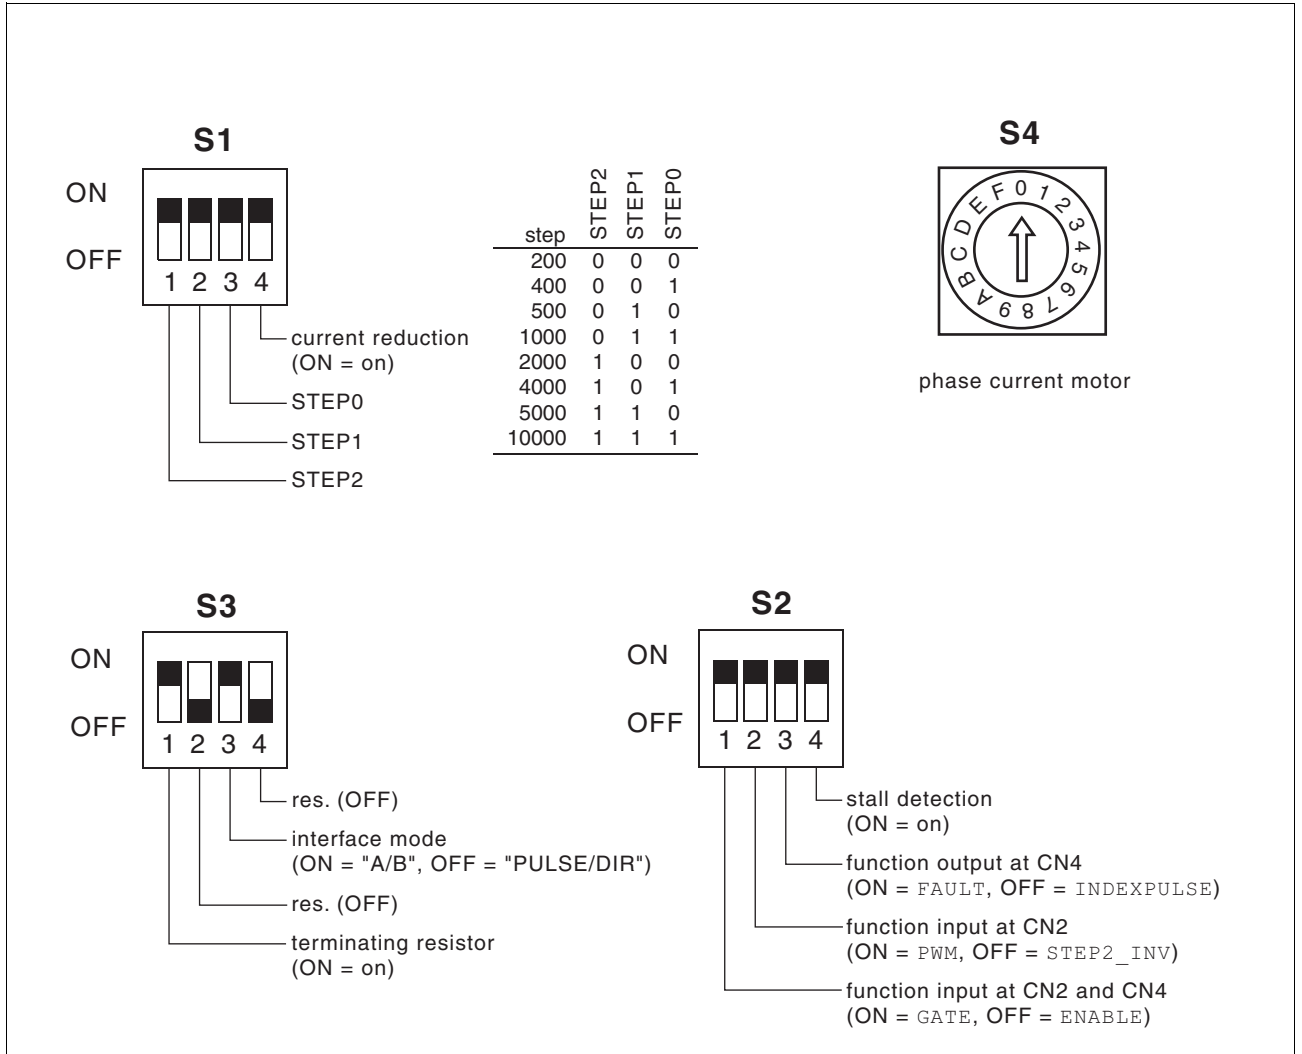 S1
ON
OFF
1 2 3 4
current reduction
(ON = on)
STEP0
STEP1
STEP2
step STEP2 STEP1 STEP0
200 0 0 0
400 0 0 1
500 0 1 0
1000 0 1 1
2000 1 0 0
4000 1 0 1
5000 1 1 0
10000 1 1 1
S4
0 1 2 3 4 5 6 7 8 9 A B C D E F
phase current motor
S3
ON
OFF
1 2 3 4
res. (OFF)
interface mode
(ON = "A/B", OFF = "PULSE/DIR")
res. (OFF)
terminating resistor
(ON = on)
S2
ON
OFF
1 2 3 4
stall detection
(ON = on)
function output at CN4
(ON = FAULT, OFF = INDEXPULSE)
function input at CN2
(ON = PWM, OFF = STEP2_INV)
function input at CN2 and CN4
(ON = GATE, OFF = ENABLE)